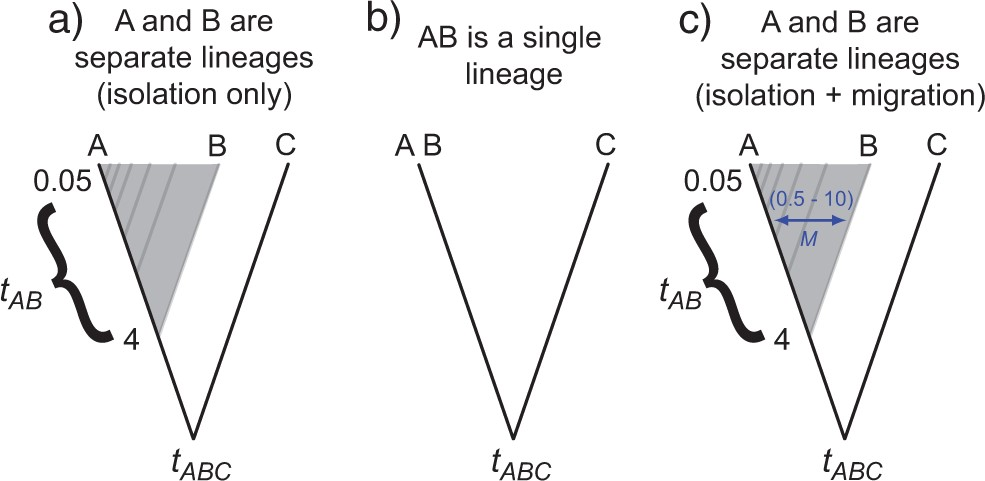 a)
A and B are
separate lineages
(isolation only)
A
B
C
0.05
tAB
4
tABC
b)
AB is a single
lineage
A B
C
tABC
c)
A and B are
separate lineages
(isolation + migration)
A
B
C
0.05
(0.5 - 10)
M
tAB
4
tABC